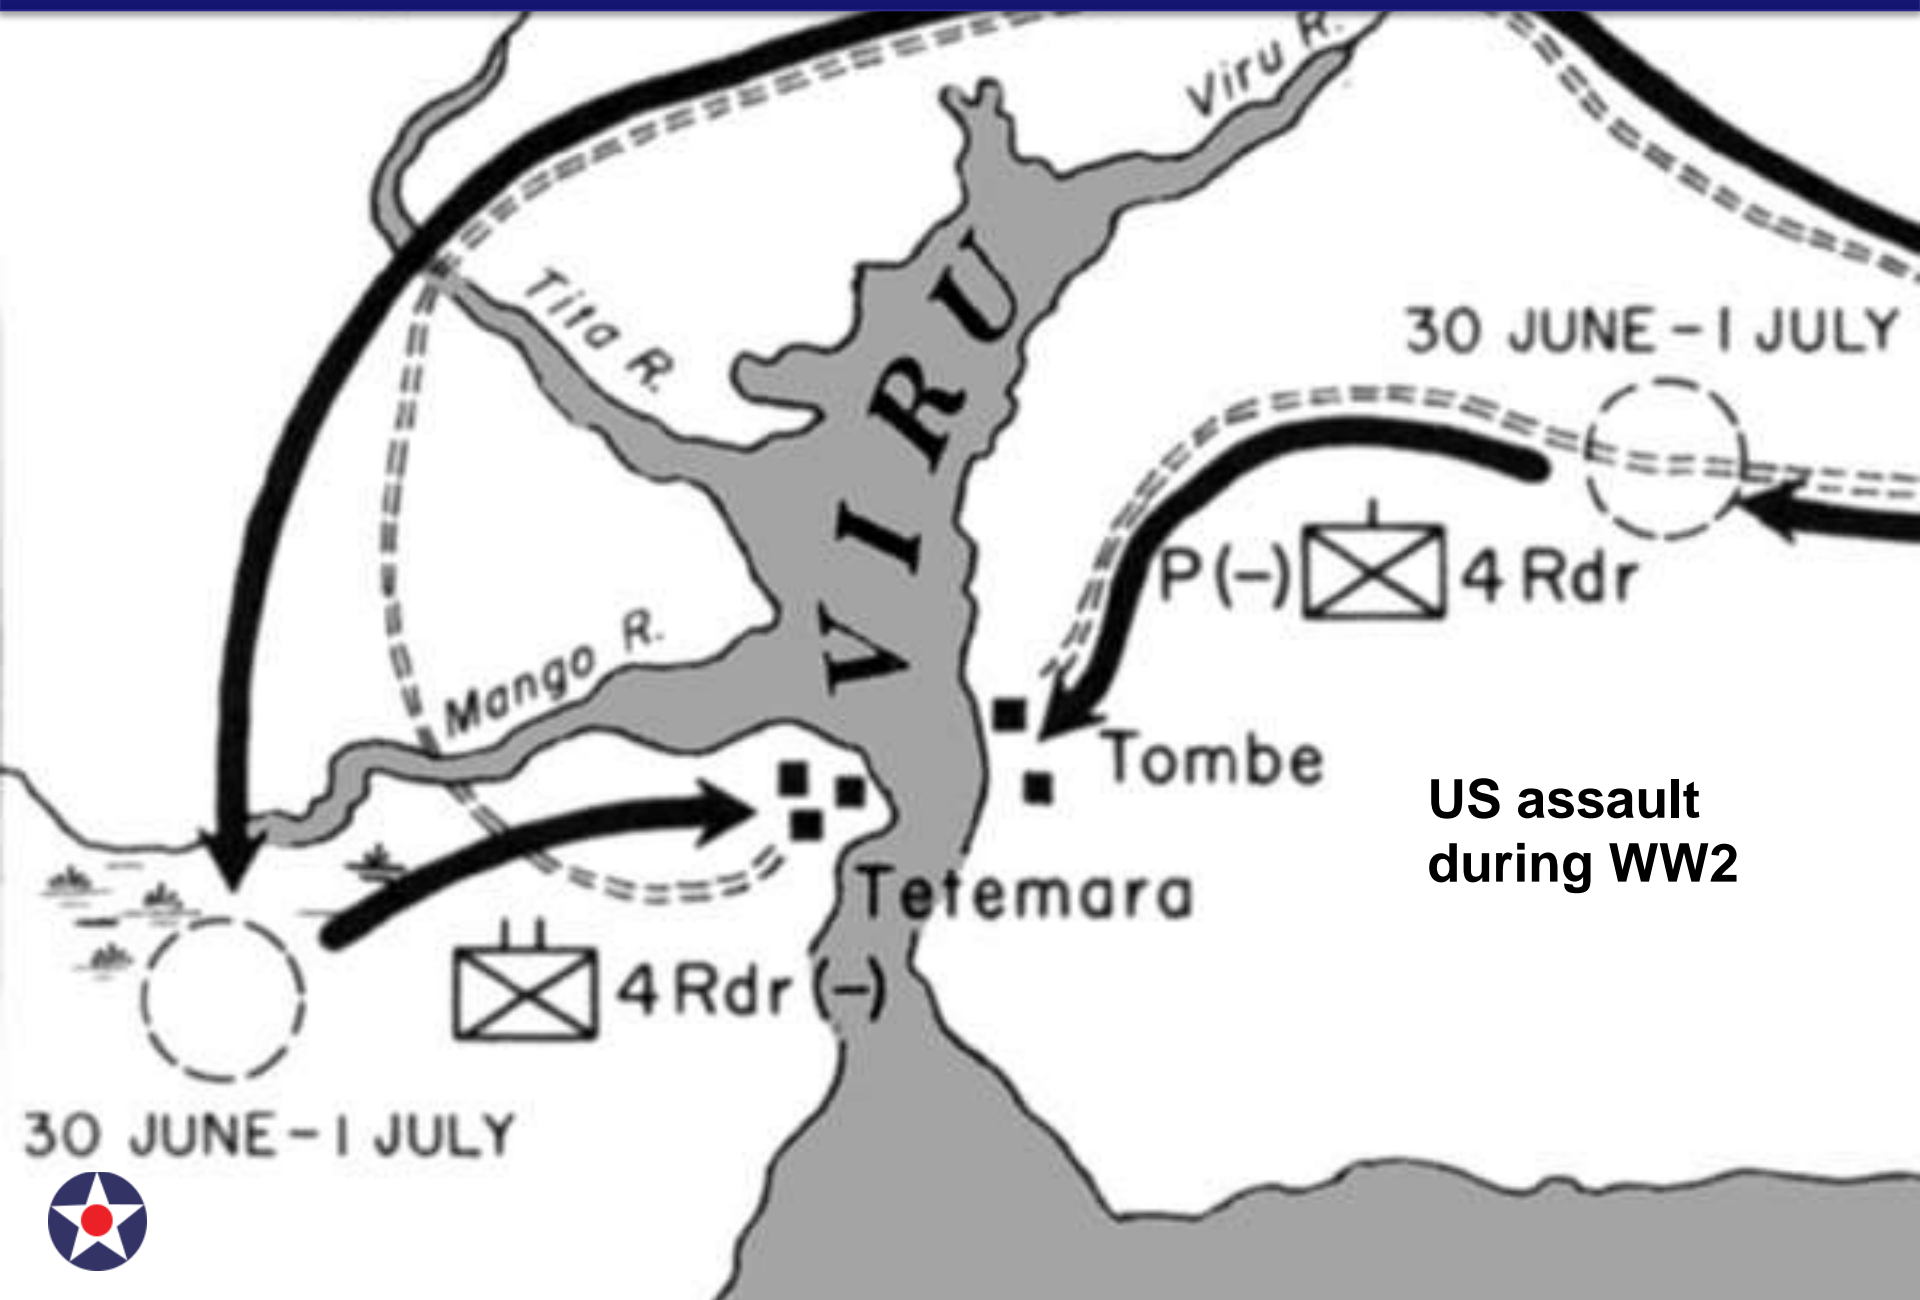 Viru R.
Tita R.
VIRU
30 JUNE – 1 JULY
P (–) 4 Rdr
Mango R.
Tombe
US assault
during WW2
Tetemara
4 Rdr (–)
30 JUNE – 1 JULY